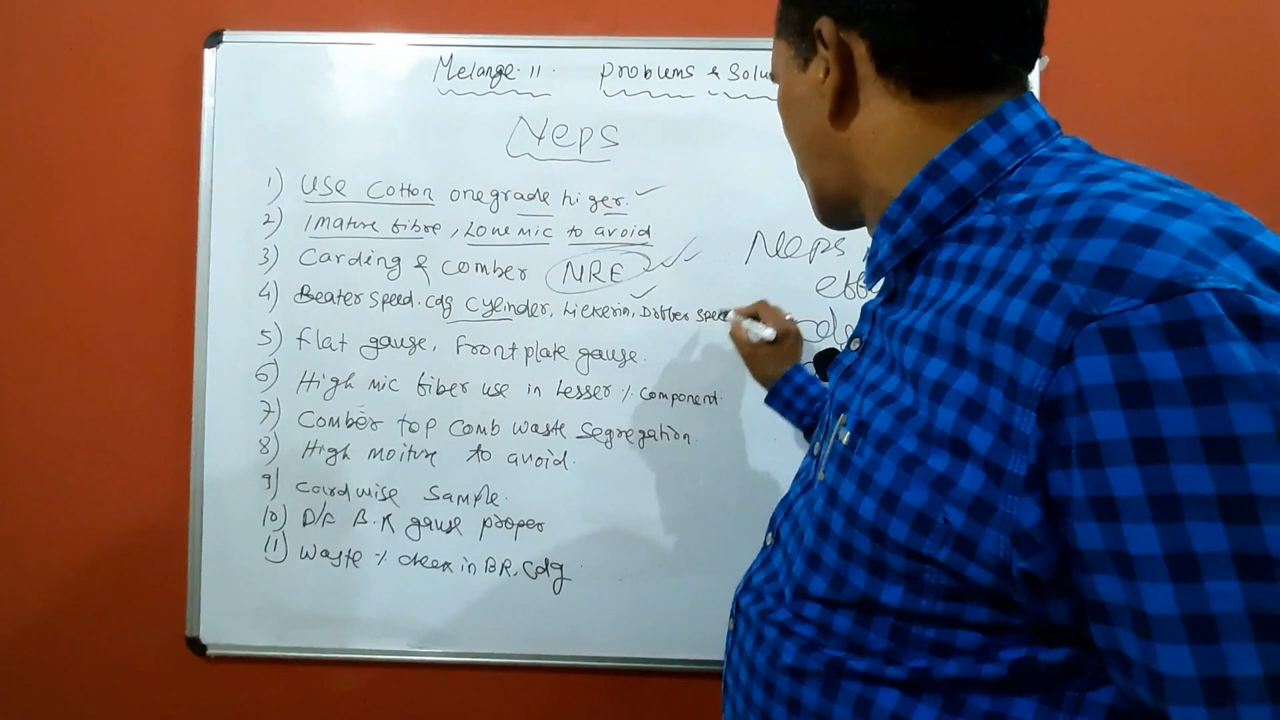 Melange 11. Problems & Solu
Neps
1) Use Cotton one grade higer.
2) Imature fibre, Low mic to avoid
3) Carding & Comber NRE
4) Beater Speed. Cdg Cylinder, Lickerin, Doffer Speed
5) Flat gauge, Front plate gauge.
6) High mic fiber use in Lesser % Component.
7) Comber top comb waste Segregation.
8) High moiture to avoid.
9) Cardwise Sample.
10) D/F B.R gauge proper
11) Waste % check in BR, Cdg
Neps
eff